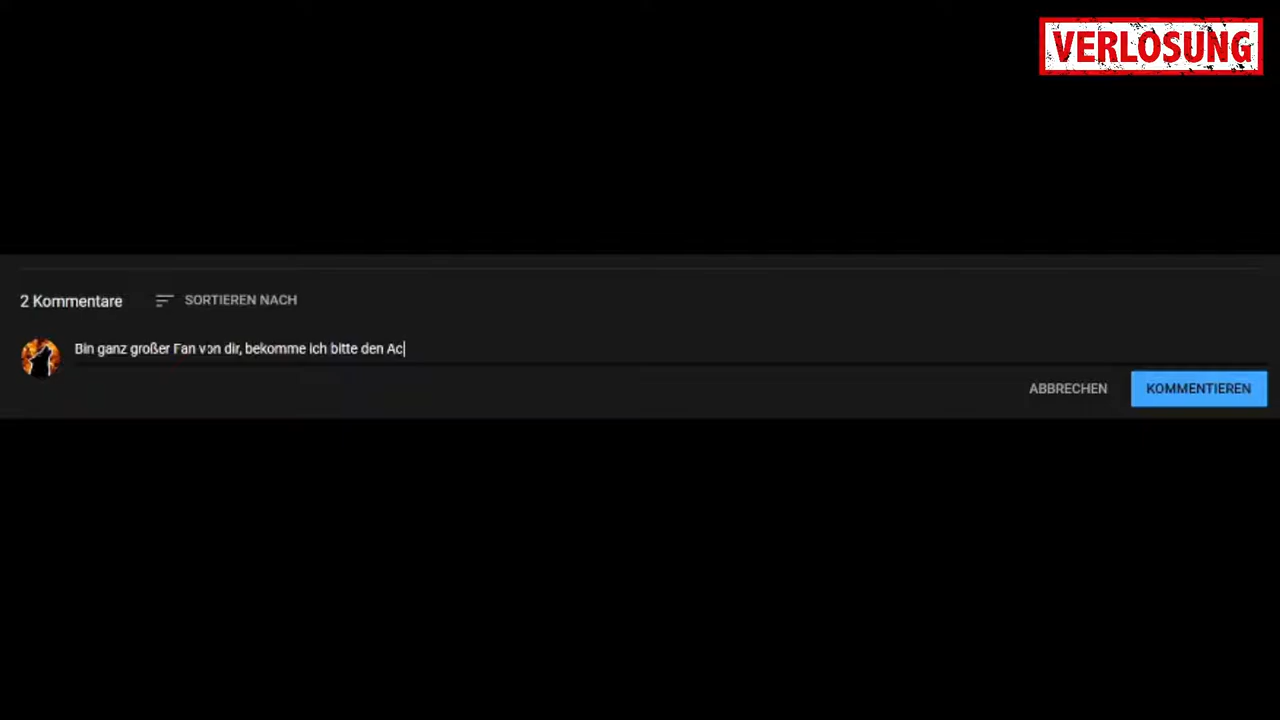 VERLOSUNG
2 Kommentare SORTIEREN NACH
Bin ganz großer Fan von dir, bekomme ich bitte den Ac
ABBRECHEN KOMMENTIEREN